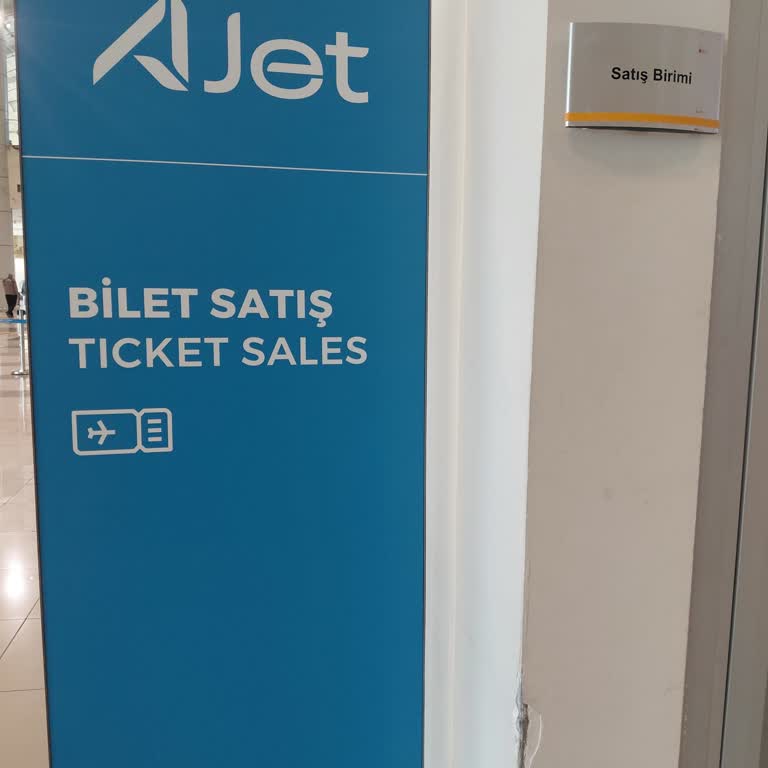 AJet
BİLET SATIŞ
TICKET SALES
Satış Birimi